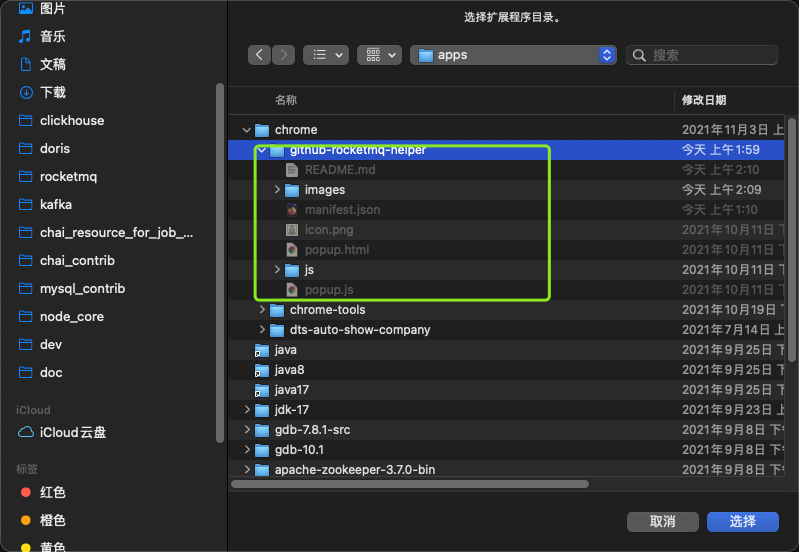 选择扩展程序目录。
apps
搜索
图片
音乐
文稿
下载
clickhouse
doris
rocketmq
kafka
chai_resource_for_job_...
chai_contrib
mysql_contrib
node_core
dev
doc
iCloud
iCloud云盘
标签
红色
橙色
黄色
名称 修改日期
chrome 2021年11月3日 上
github-rocketmq-helper 今天 上午1:59
README.md 今天 上午2:10
images 今天 上午2:09
manifest.json 今天 上午1:10
icon.png 2021年10月11日 下
popup.html 2021年10月11日 下
js 2021年10月11日 下
popup.js 2021年10月11日 下
chrome-tools 2021年10月19日 下
dts-auto-show-company 2021年7月14日 上
java 2021年9月25日 下
java8 2021年9月25日 下
java17 2021年9月25日 下
jdk-17 2021年9月23日 上
gdb-7.8.1-src 2021年9月8日 下午
gdb-10.1 2021年9月8日 下午
apache-zookeeper-3.7.0-bin 2021年9月8日 下午
取消 选择